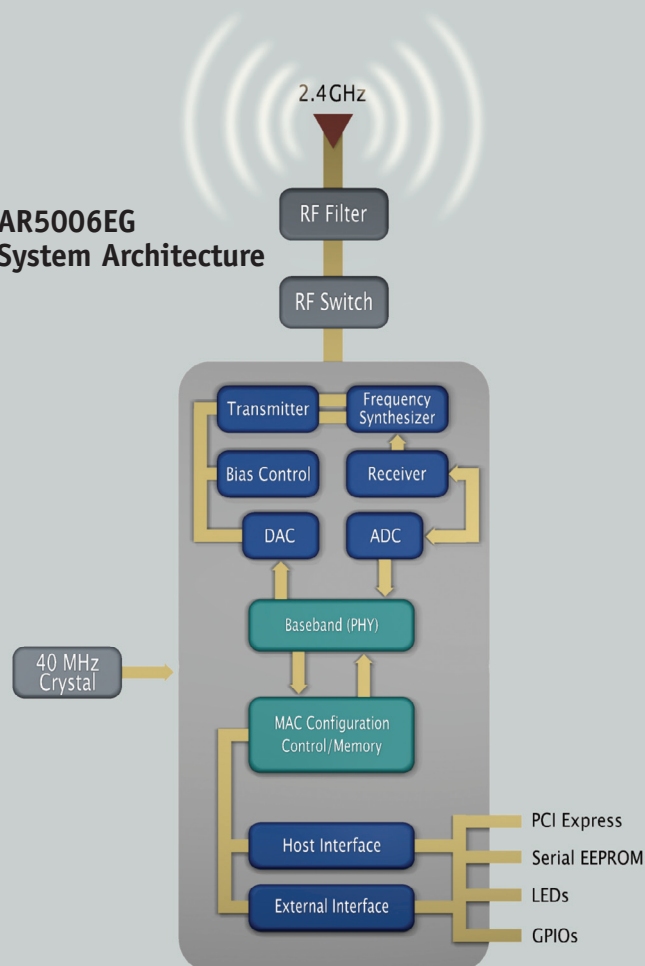 2.4GHz
RF Filter
AR5006EG
System Architecture
RF Switch
Transmitter
Frequency
Synthesizer
Bias Control
Receiver
DAC
ADC
Baseband (PHY)
40 MHz
Crystal
MAC Configuration
Control/Memory
Host Interface
External Interface
PCI Express
Serial EEPROM
LEDs
GPIOs